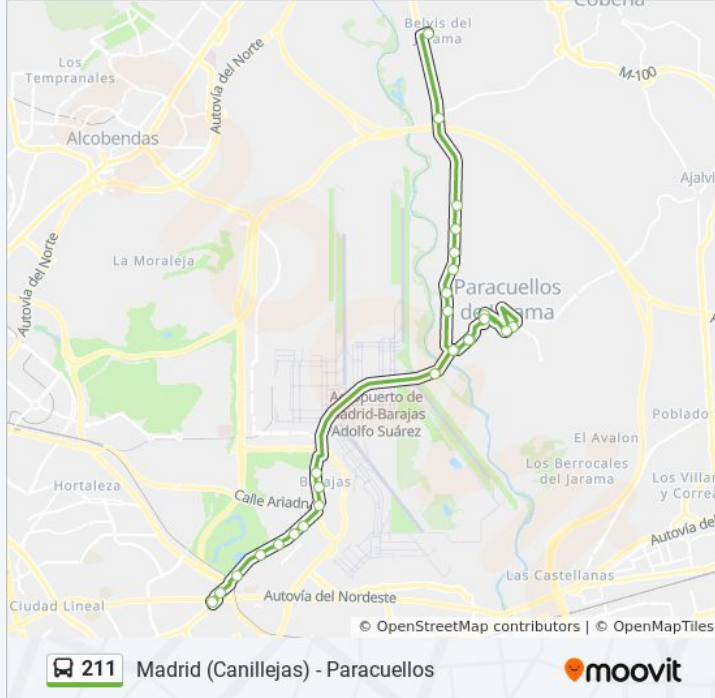 Cobeña
Belvis del
Jarama
Los
Tempranales
Autovía del Norte
M-100
Alcobendas
Ajalvi
La Moraleja
Autovía del Norte
Paracuellos
de Jarama
Aeropuerto de
Madrid-Barajas
Adolfo Suárez
Poblado
El Avalon
Los Berrocales
del Jarama
Los Villar
y Correa
Hortaleza
Barajas
Calle Ariadna
Autovía del
Las Castellanas
Autovía del Nordeste
Ciudad Lineal
© OpenStreetMap contributors | © OpenMapTiles
211 Madrid (Canillejas) - Paracuellos
moovit